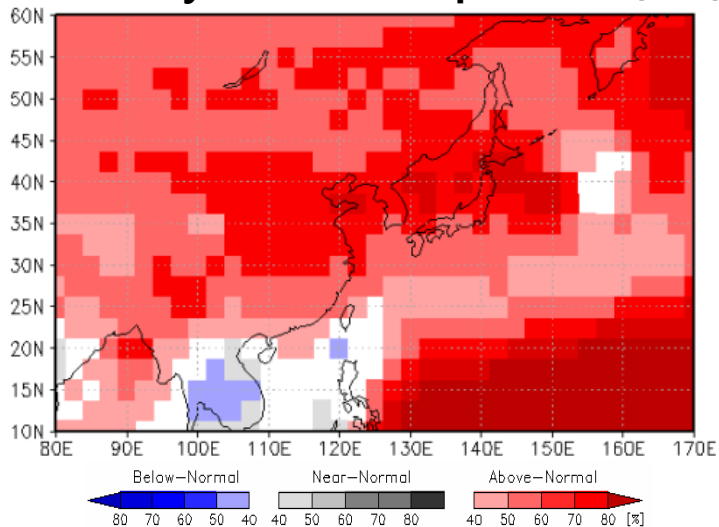 60N
55N
50N
45N
40N
35N
30N
25N
20N
15N
10N
80E 90E 100E 110E 120E 130E 140E 150E 160E 170E
Below-Normal Near-Normal Above-Normal
80 70 60 50 40 40 50 60 70 80 40 50 60 70 80 [%]